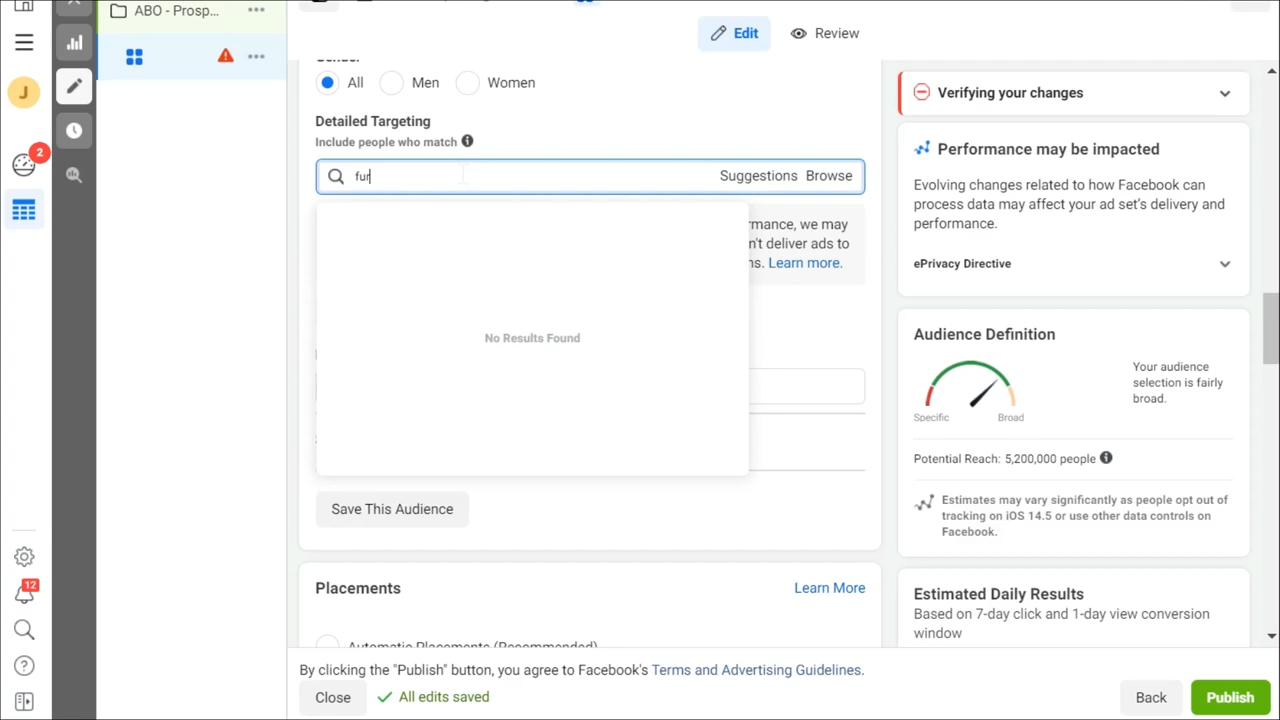 ABO - Prosp...
Edit
Review
J
2
All
Men
Women
Detailed Targeting
Include people who match
fur
Suggestions
Browse
rmance, we may
n't deliver ads to
ns. Learn more.
No Results Found
Save This Audience
Placements
Learn More
Automatic Placements (Recommended)
By clicking the "Publish" button, you agree to Facebook's Terms and Advertising Guidelines.
Close
All edits saved
Back
Publish
Verifying your changes
Performance may be impacted
Evolving changes related to how Facebook can
process data may affect your ad set's delivery and
performance.
ePrivacy Directive
Audience Definition
Specific
Broad
Your audience
selection is fairly
broad.
Potential Reach: 5,200,000 people
Estimates may vary significantly as people opt out of
tracking on iOS 14.5 or use other data controls on
Facebook.
Estimated Daily Results
Based on 7-day click and 1-day view conversion
window
12